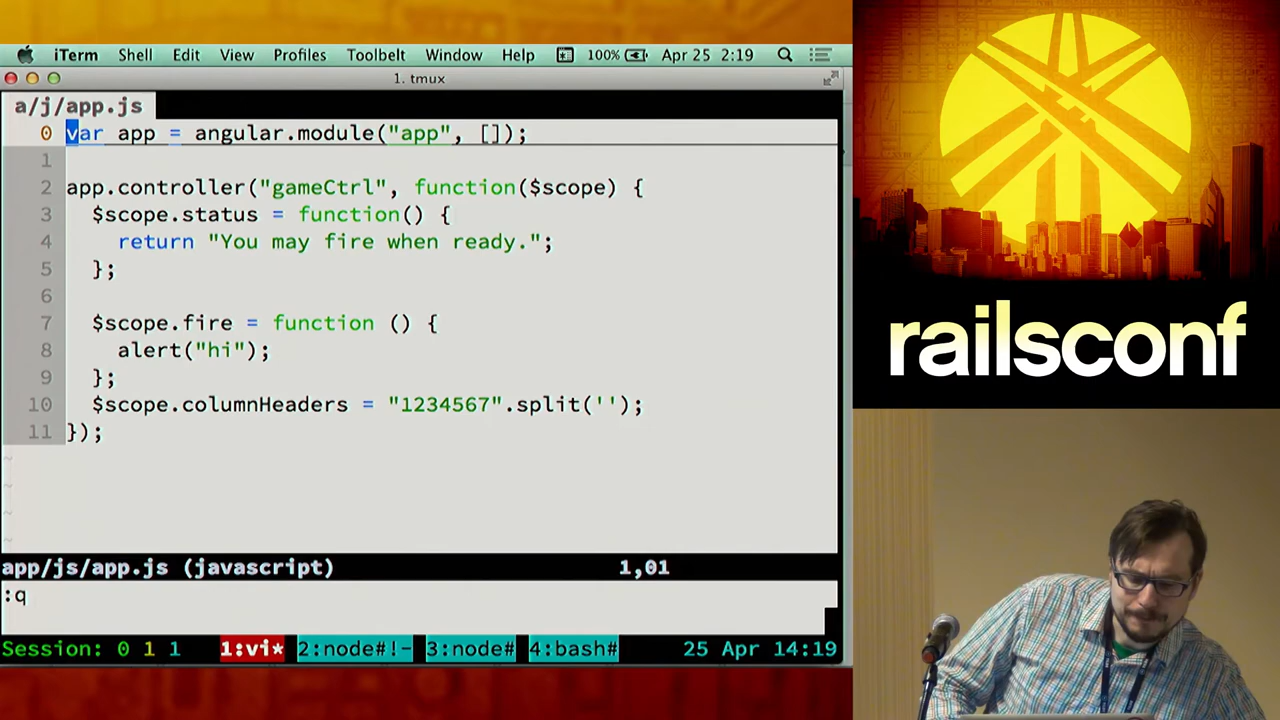 iTerm Shell Edit View Profiles Toolbelt Window Help 100% Apr 25 2:19
1. tmux
a/j/app.js
0 var app = angular.module("app", []);
1
2 app.controller("gameCtrl", function($scope) {
3 $scope.status = function() {
4 return "You may fire when ready.";
5 };
6
7 $scope.fire = function () {
8 alert("hi");
9 };
10 $scope.columnHeaders = "1234567".split('');
11 });
~
~
~
~
app/js/app.js (javascript) 1,01
:q
Session: 0 1 1 1:vi* 2:node#!- 3:node# 4:bash# 25 Apr 14:19
railsconf